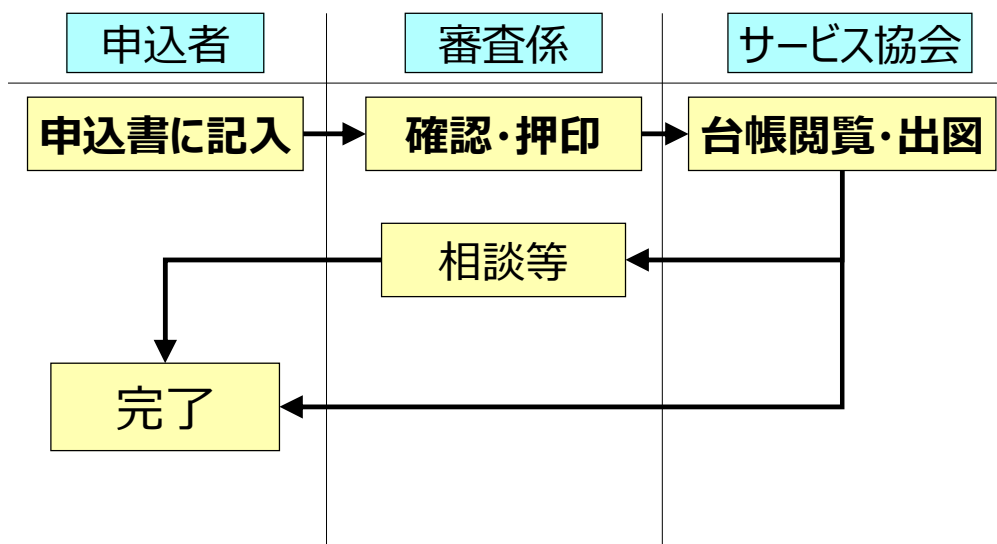 申込者
審査係
サービス協会
申込書に記入
確認・押印
台帳閲覧・出図
相談等
完了